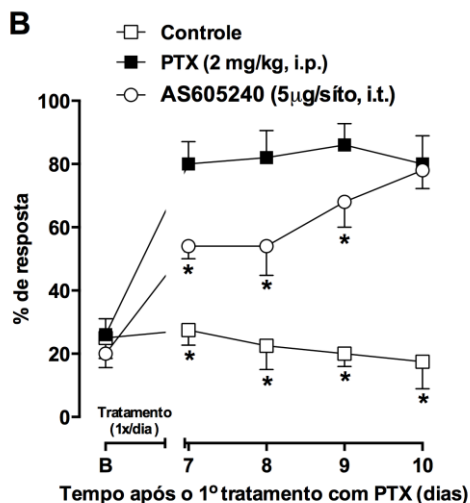 B
Controle
PTX (2 mg/kg, i.p.)
AS605240 (5μg/síto, i.t.)
100
80
60
40
20
0
% de resposta
*
*
*
*
*
*
*
Tratamento
(1x/dia)
B
7
8
9
10
Tempo após o 1º tratamento com PTX (dias)